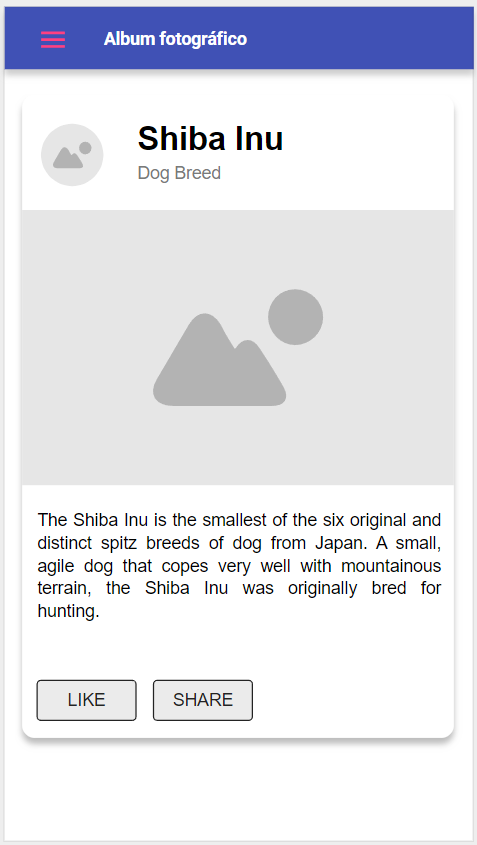 Album fotográfico
Shiba Inu
Dog Breed
The Shiba Inu is the smallest of the six original and
distinct spitz breeds of dog from Japan. A small,
agile dog that copes very well with mountainous
terrain, the Shiba Inu was originally bred for
hunting.
LIKE SHARE